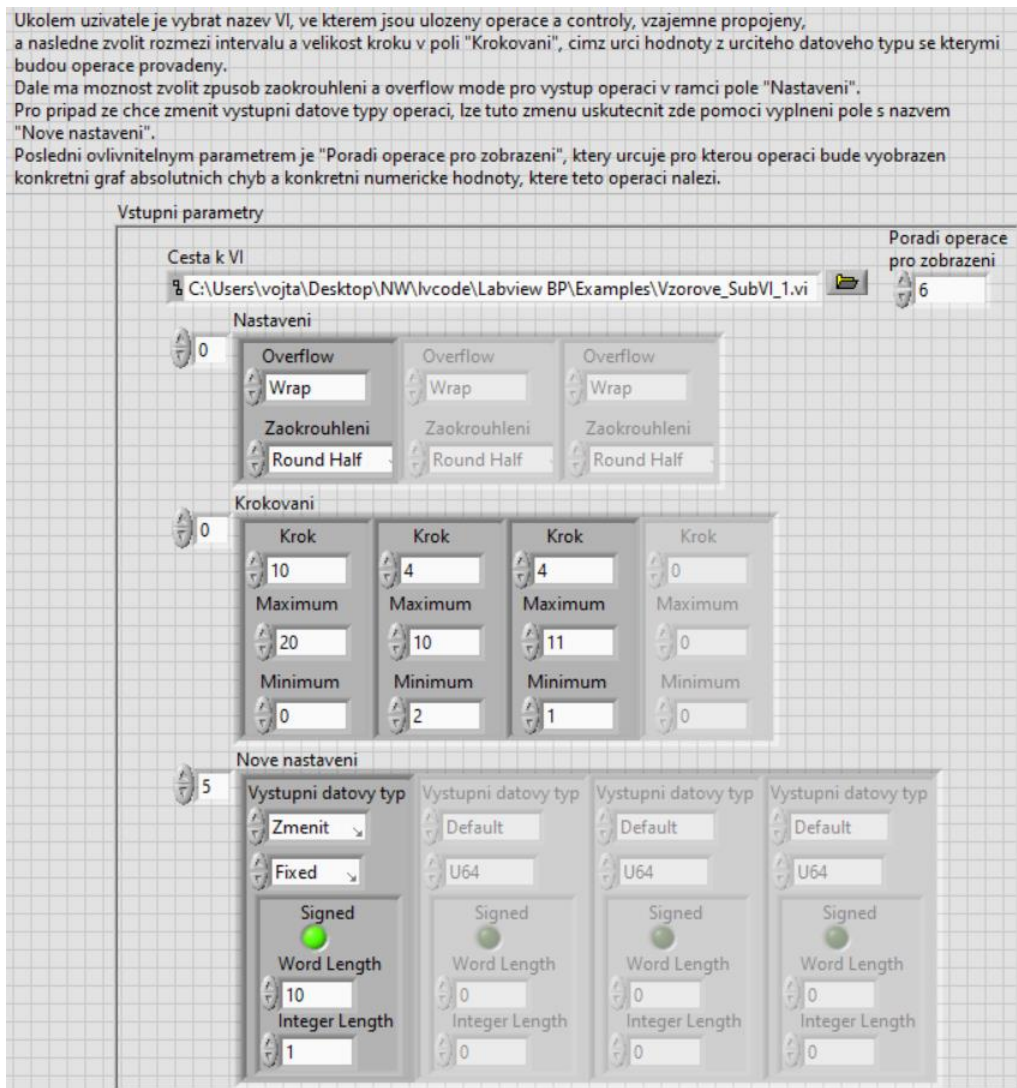 Ukolem uzivatele je vybrat nazev VI, ve kterem jsou ulozeny operace a controly, vzajemne propojeny,
a nasledne zvolit rozmezi intervalu a velikost kroku v poli "Krokovani", cimz urci hodnoty z urciteho datoveho typu se kterymi
budou operace provadeny.
Dale ma moznost zvolit zpusob zaokrouhleni a overflow mode pro vystup operaci v ramci pole "Nastaveni".
Pro pripad ze chce zmenit vystupni datove typy operaci, lze tuto zmenu uskutecnit zde pomoci vyplneni pole s nazvem
"Nove nastaveni".
Posledni ovlivnitelnym parametrem je "Poradi operace pro zobrazeni", ktery urcuje pro kterou operaci bude vyobrazen
konkretni graf absolutnich chyb a konkretni numericke hodnoty, ktere teto operaci nalezi.
Vstupni parametry
Poradi operace
pro zobrazeni
Cesta k VI
C:\Users\vojta\Desktop\NW\lvcode\Labview BP\Examples\Vzorove_SubVI_1.vi 6
Nastaveni
0 Overflow Overflow Overflow
Wrap Wrap Wrap
Zaokrouhleni Zaokrouhleni Zaokrouhleni
Round Half Round Half Round Half
Krokovani
0 Krok Krok Krok Krok
10 4 4 0
Maximum Maximum Maximum Maximum
20 10 11 0
Minimum Minimum Minimum Minimum
0 2 1 0
Nove nastaveni
5 Vystupni datovy typ Vystupni datovy typ Vystupni datovy typ Vystupni datovy typ
Zmenit Default Default Default
Fixed U64 U64 U64
Signed Signed Signed Signed
Word Length Word Length Word Length Word Length
10 0 0 0
Integer Length Integer Length Integer Length Integer Length
1 0 0 0